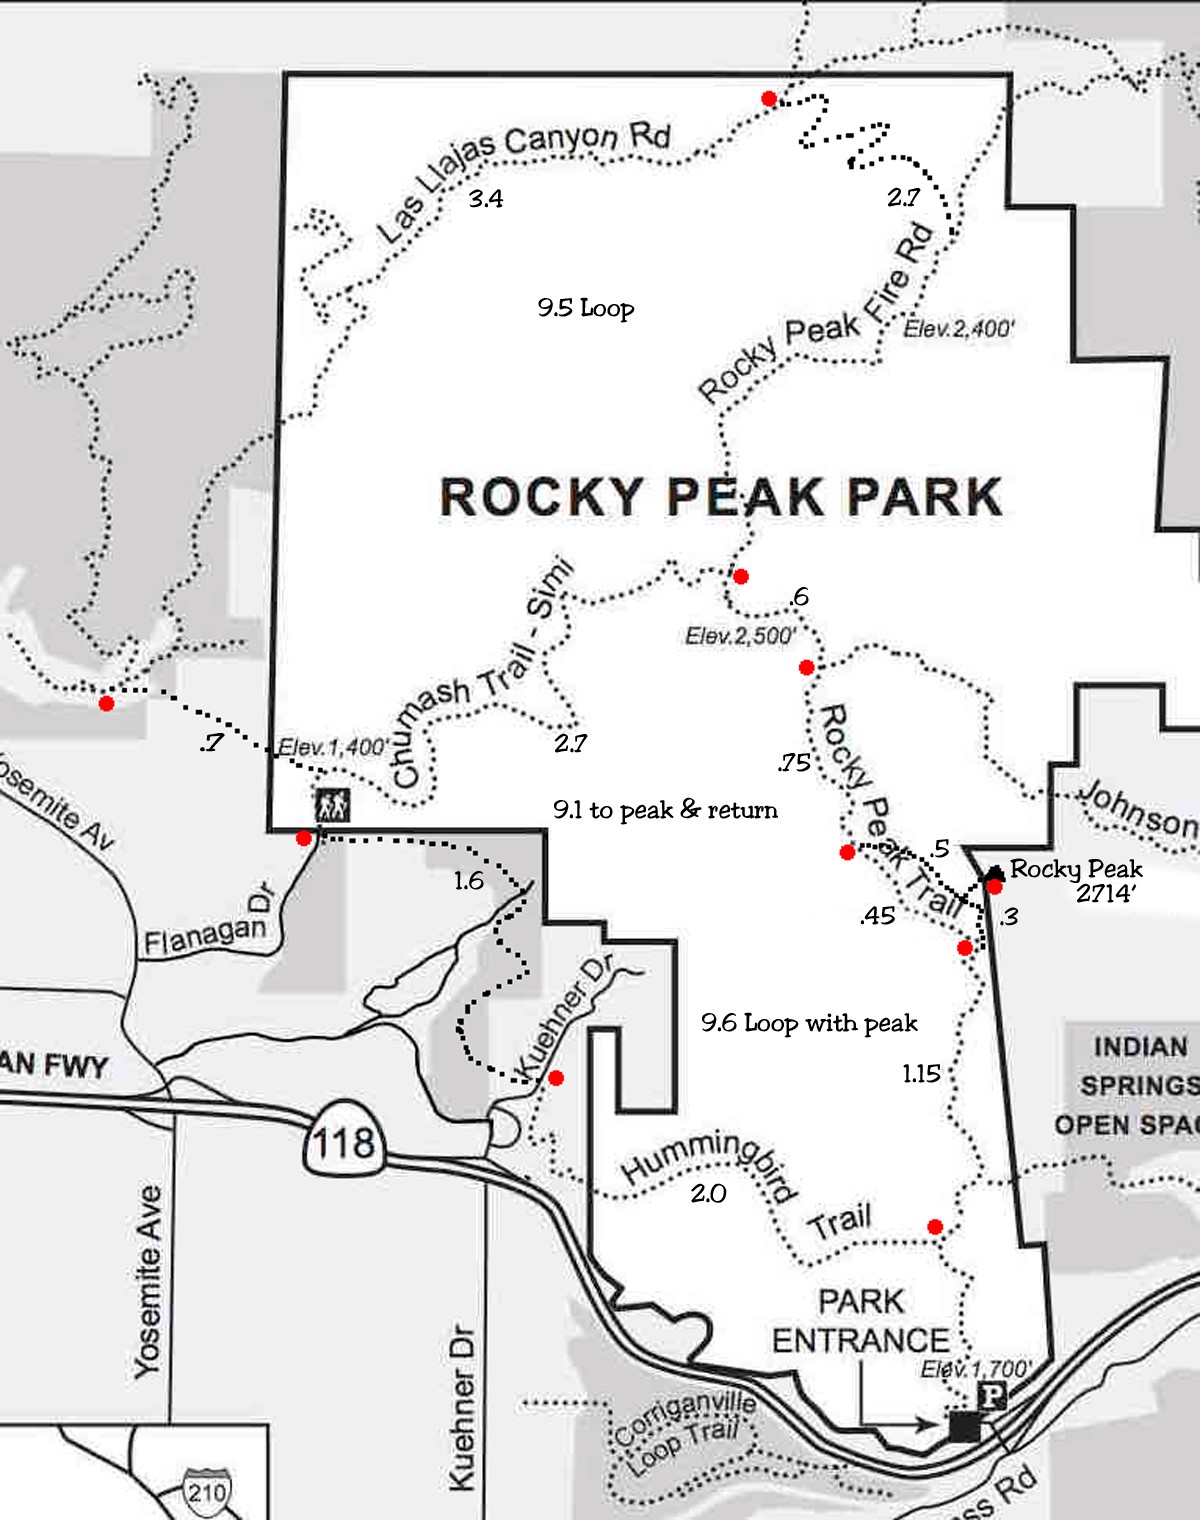 Las Llajas Canyon Rd
3.4
2.7
Rocky Peak Fire Rd
9.5 Loop
Elev.2,400'
ROCKY PEAK PARK
Chumash Trail - Simi
.6
Elev.2,500'
.7
Elev.1,400'
2.7
.75
Rocky Peak Trail
9.1 to peak & return
Johnson
Yosemite Av
.5
Rocky Peak
2714'
1.6
.45
.3
Flanagan Dr
Kuehner Dr
9.6 Loop with peak
INDIAN
SPRINGS
OPEN SPAC
AN FWY
1.15
118
Hummingbird
Trail
2.0
Yosemite Ave
PARK
ENTRANCE
Elev.1,700'
P
Kuehner Dr
Corriganville
Loop Trail
210
ss Rd